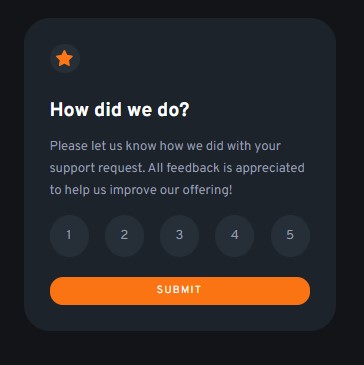 How did we do?
Please let us know how we did with your
support request. All feedback is appreciated
to help us improve our offering!
1 2 3 4 5
SUBMIT